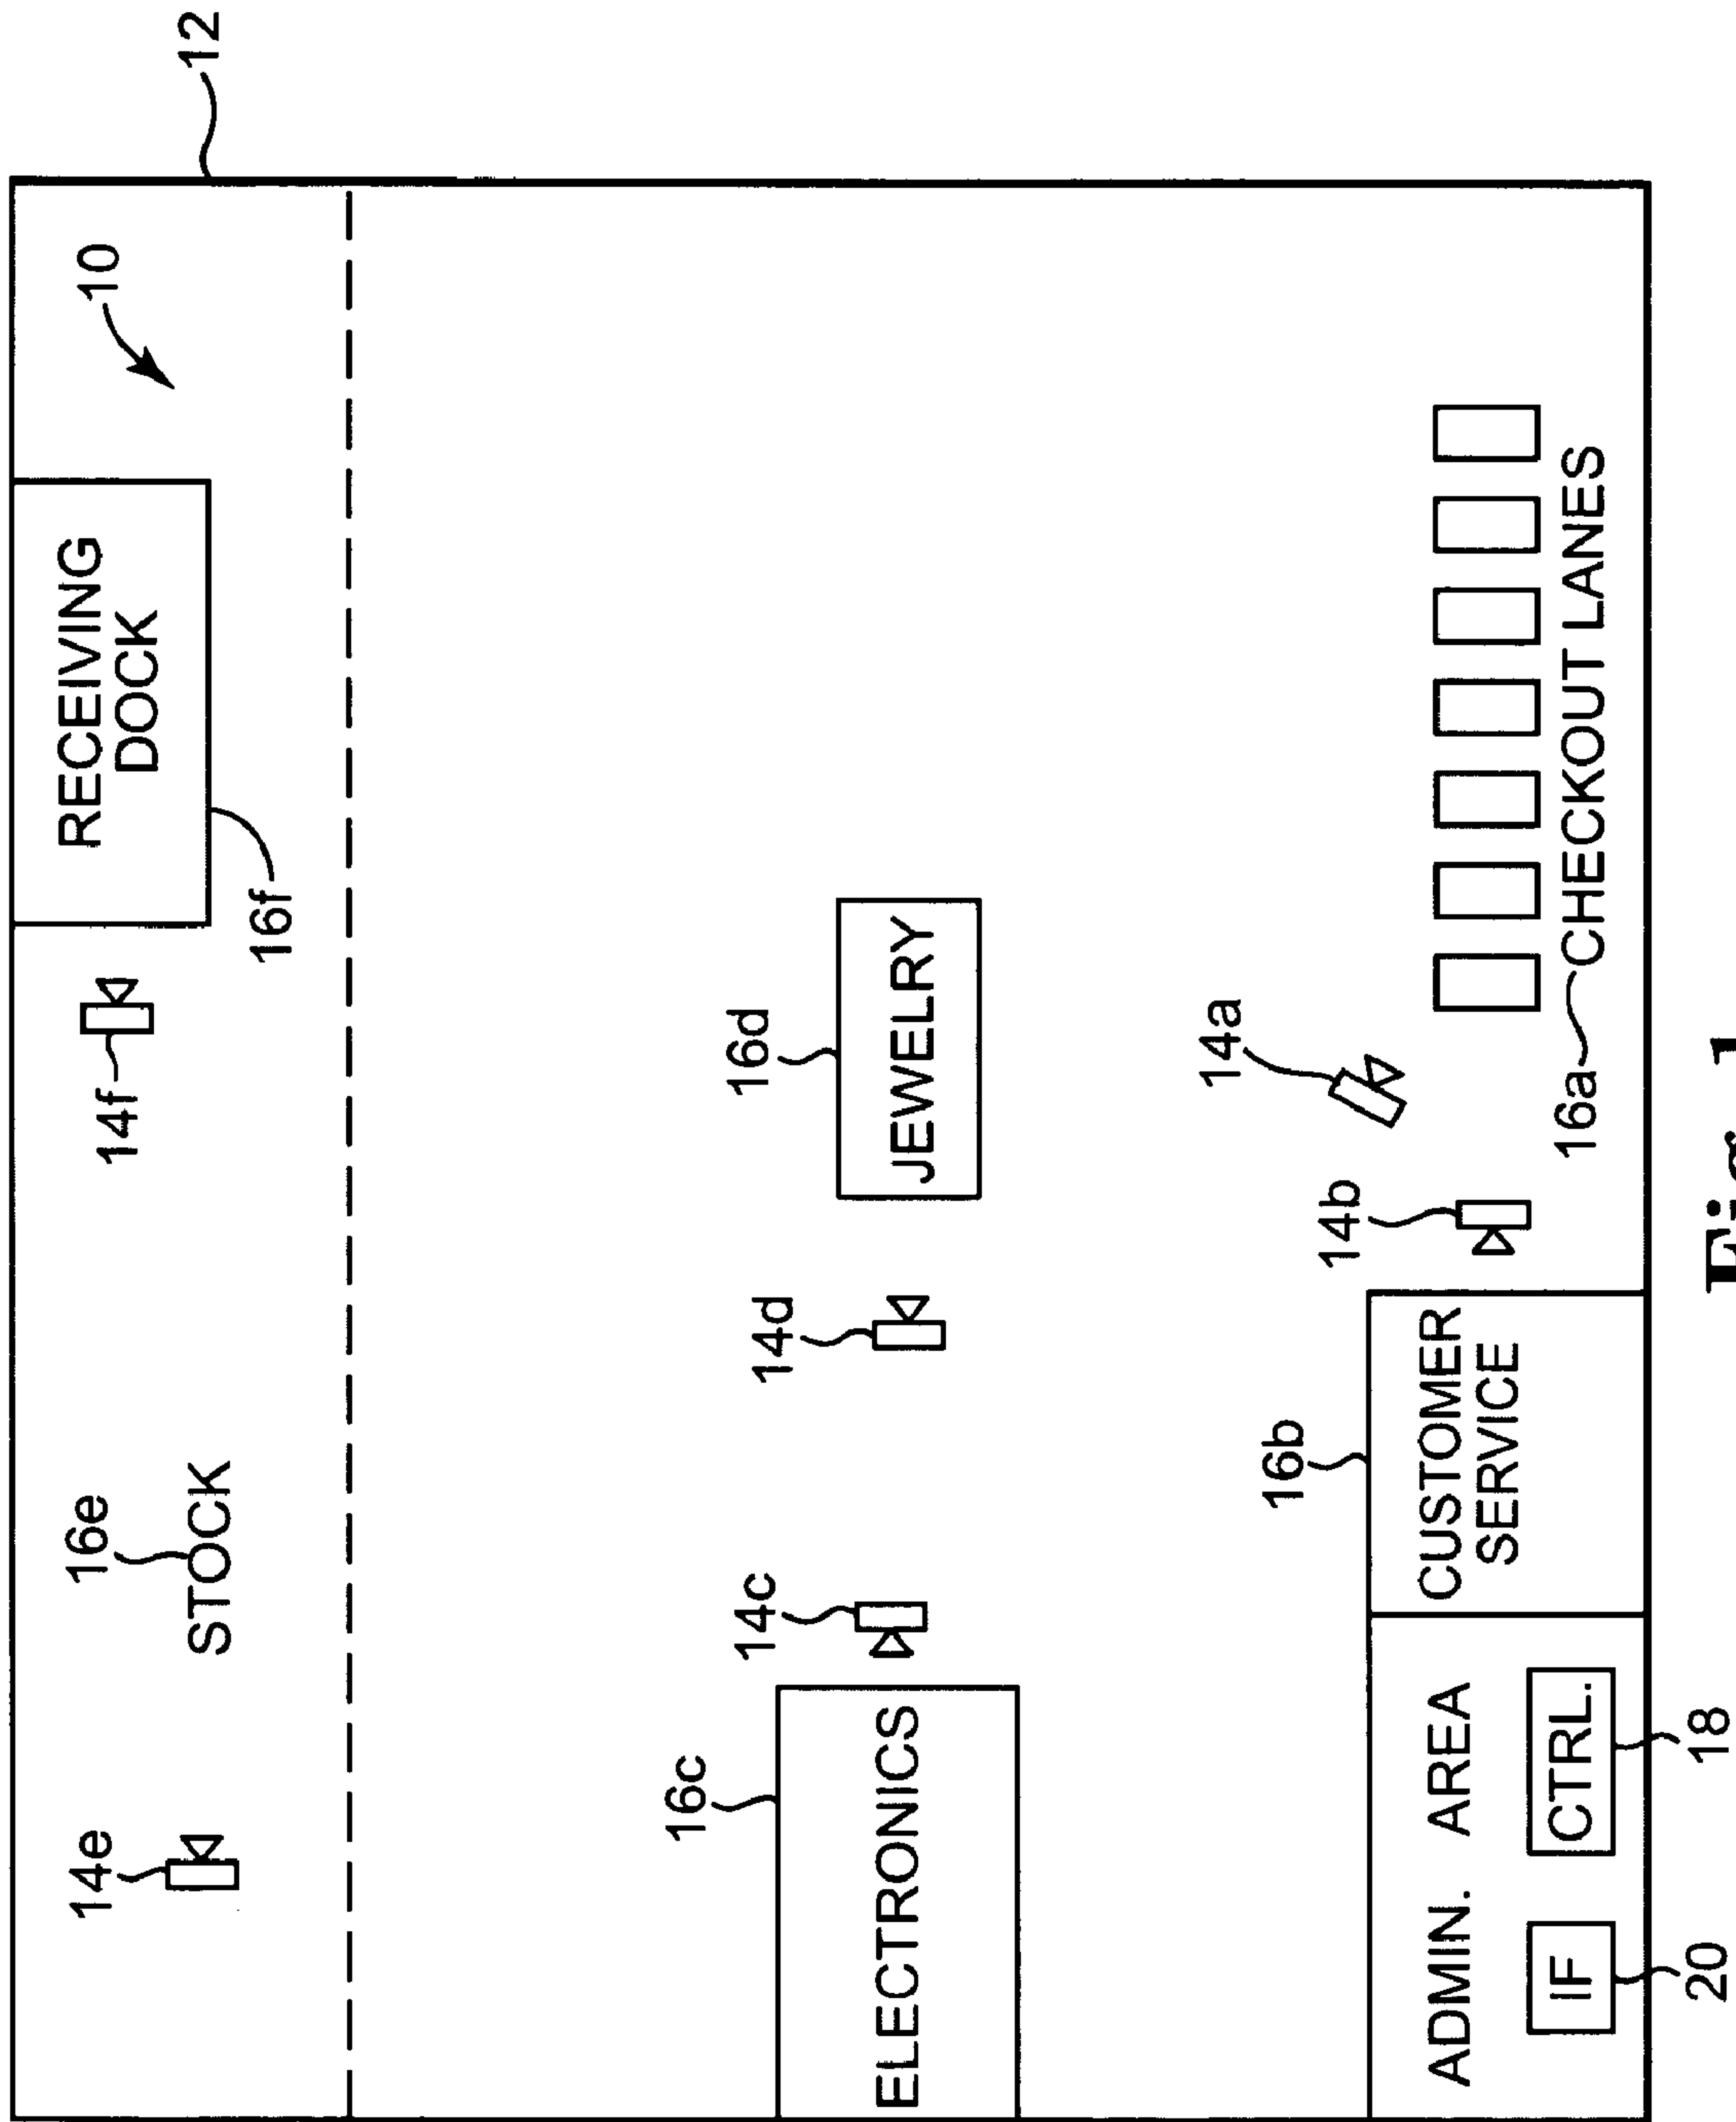 12
10
RECEIVING
DOCK
16f
14f
16e
STOCK
14e
16d
JEWELRY
14d
14c
16c
ELECTRONICS
14a
14b
16a
CHECKOUT LANES
16b
CUSTOMER
SERVICE
ADMIN. AREA
IF
CTRL.
20
18